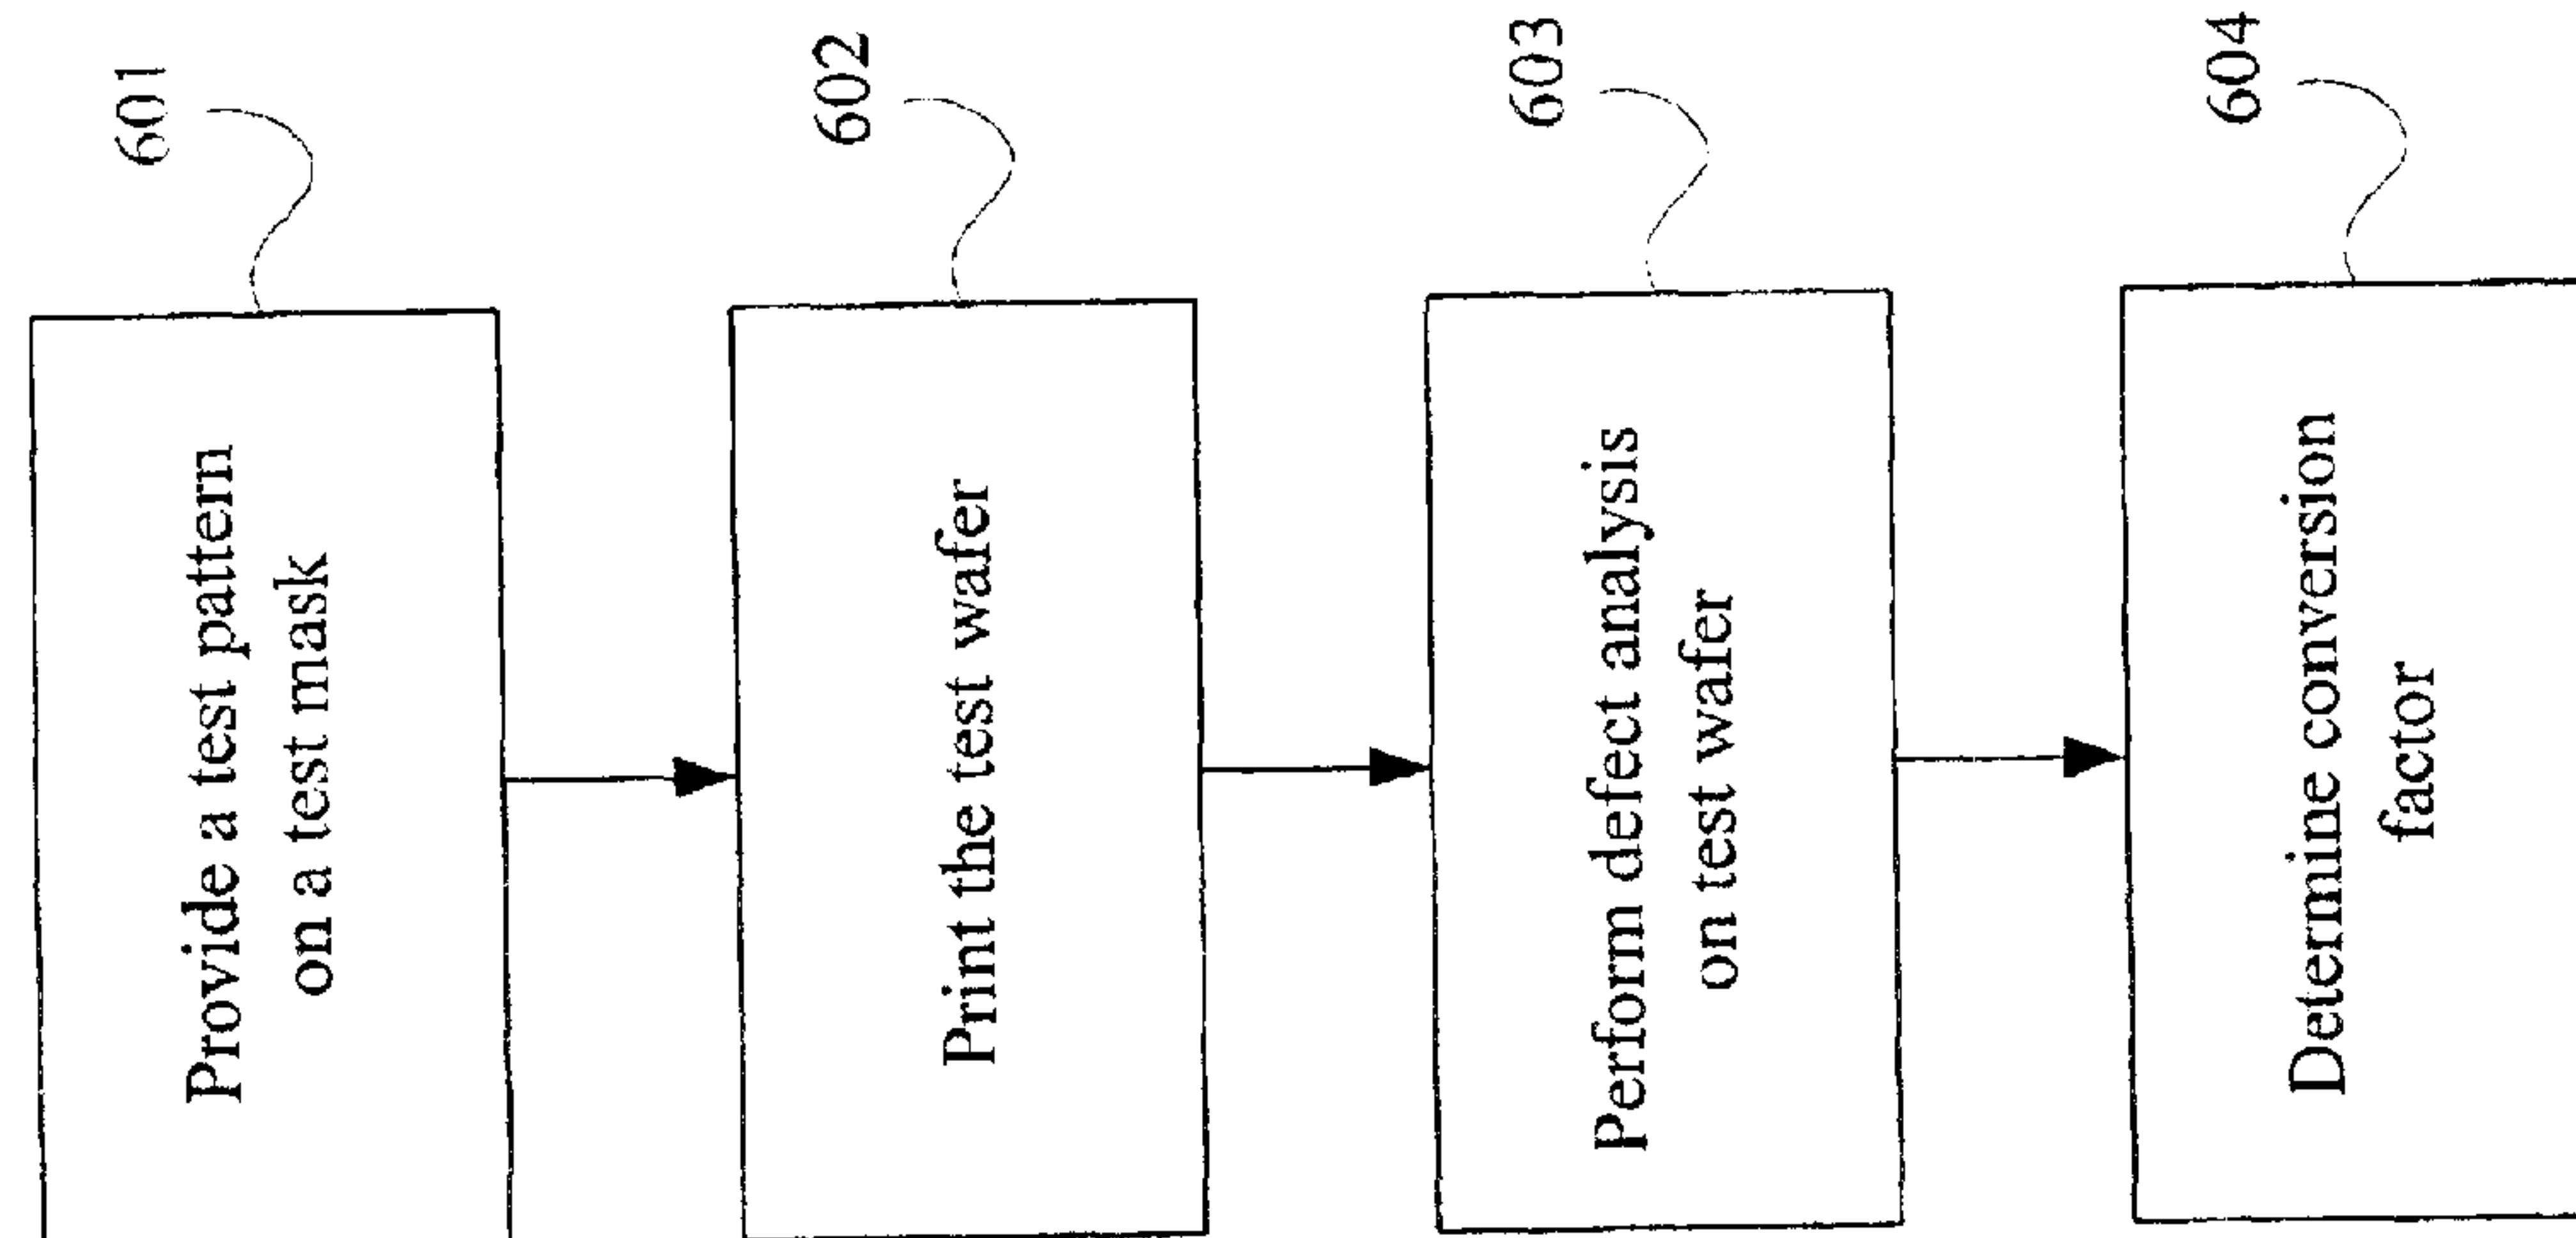 601
Provide a test pattern
on a test mask
602
Print the test wafer
603
Perform defect analysis
on test wafer
604
Determine conversion
factor